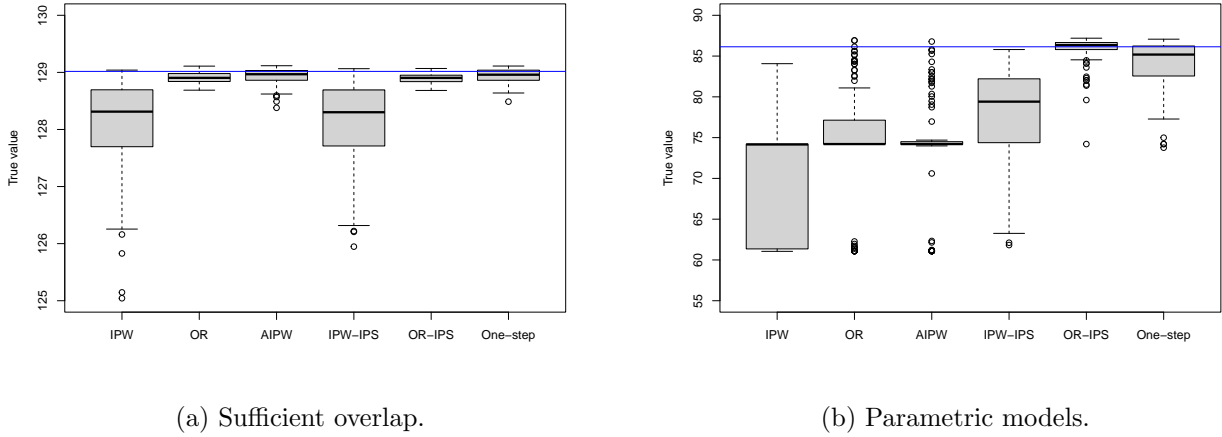 130
129
128
127
126
125
True value
IPW
OR
AIPW
IPW−IPS
OR−IPS
One−step
(a) Sufficient overlap.
90
85
80
75
70
65
60
55
True value
IPW
OR
AIPW
IPW−IPS
OR−IPS
One−step
(b) Parametric models.